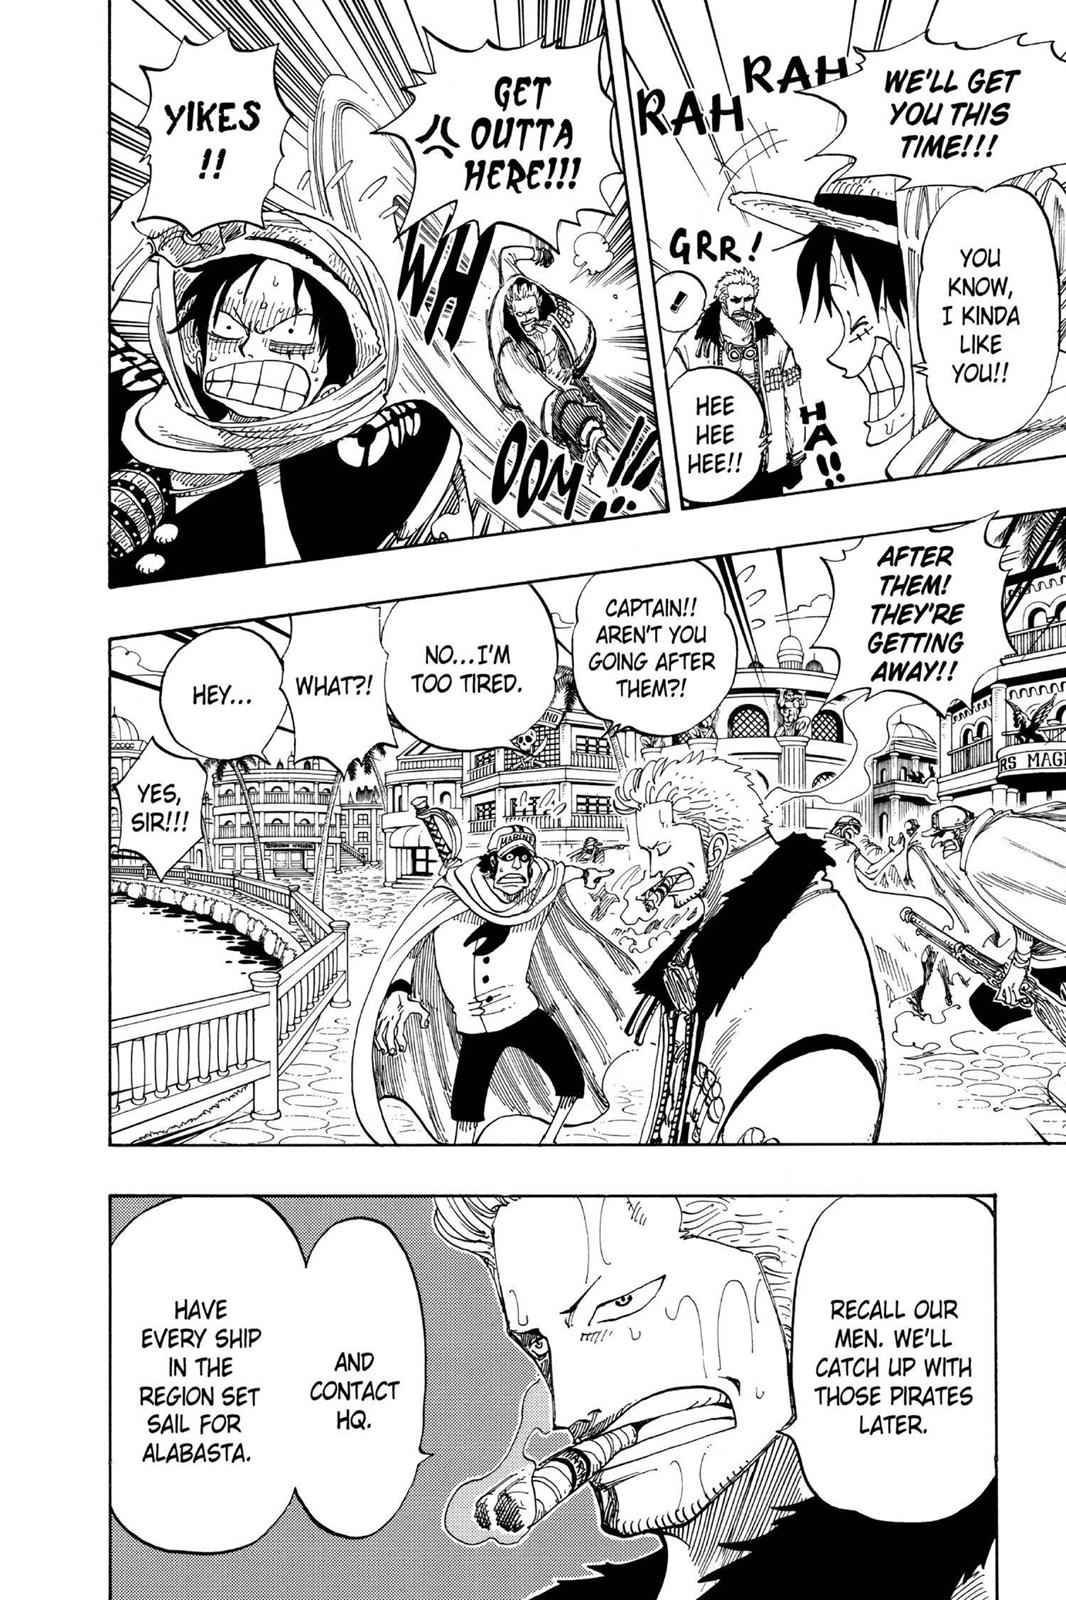 WE'LL GET
YOU THIS
TIME!!!
RAH
RAH
YOU
KNOW,
I KINDA
LIKE
YOU!!
GRR!
!
HEE
HEE
HEE!!
HA!!
GET
OUTTA
HERE!!!
WH
OOM!!!
YIKES
!!
AFTER
THEM!
THEY'RE
GETTING
AWAY!!
CAPTAIN!!
AREN'T YOU
GOING AFTER
THEM?!
NO...I'M
TOO TIRED.
WHAT?!
HEY...
YES,
SIR!!!
MARINE
RS MAGI
RECALL OUR
MEN. WE'LL
CATCH UP WITH
THOSE PIRATES
LATER.
AND
CONTACT
HQ.
HAVE
EVERY SHIP
IN THE
REGION SET
SAIL FOR
ALABASTA.